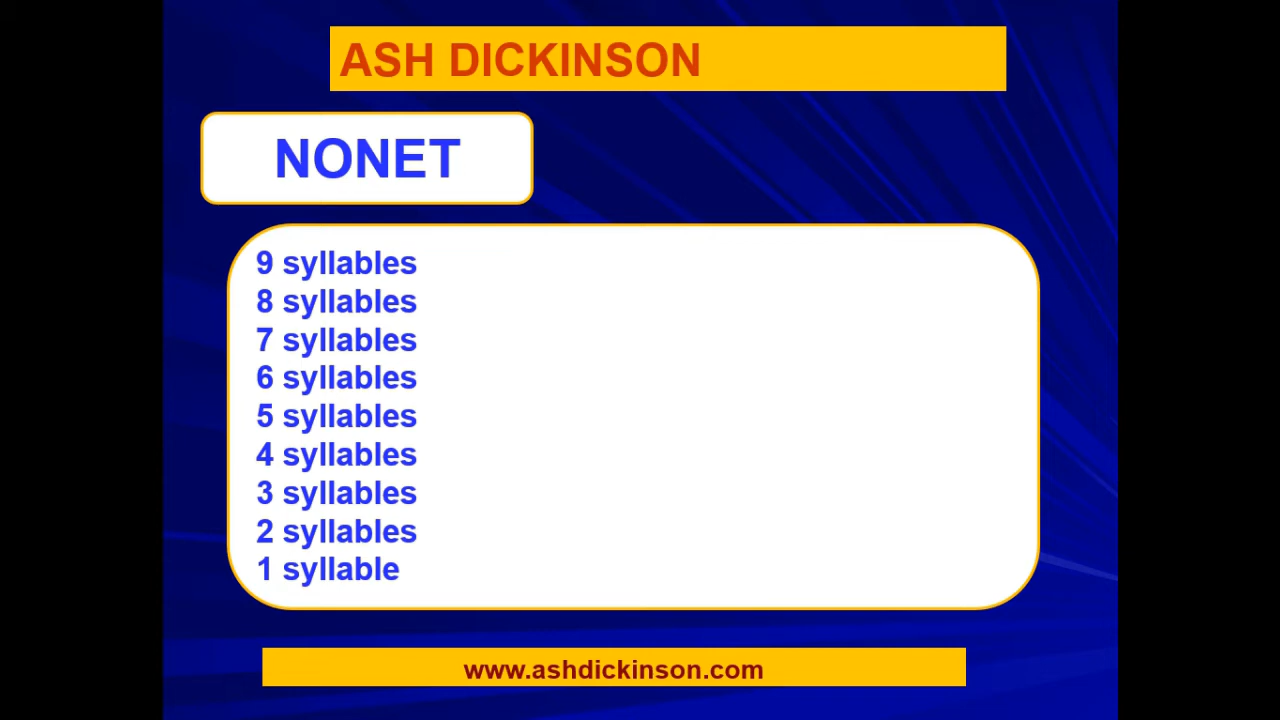 ASH DICKINSON
NONET
9 syllables
8 syllables
7 syllables
6 syllables
5 syllables
4 syllables
3 syllables
2 syllables
1 syllable
www.ashdickinson.com